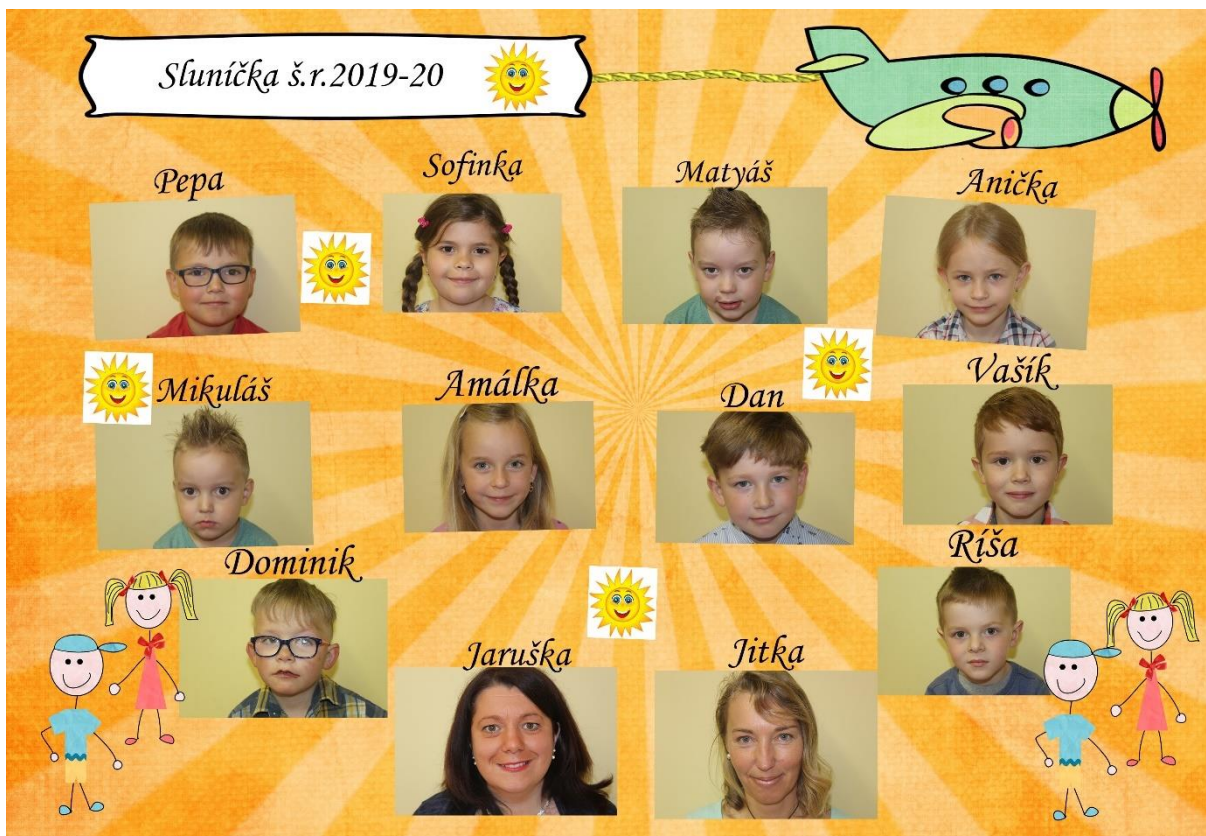 Sluníčka š.r.2019-20
Pepa
Sofinka
Matyáš
Anička
Mikuláš
Amálka
Dan
Vašík
Dominik
Ríša
Jaruška
Jitka